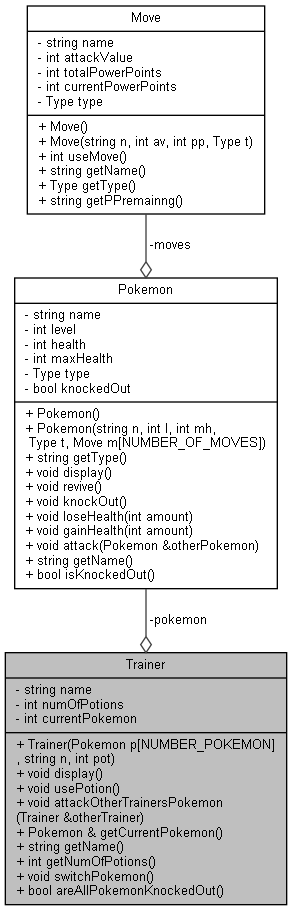 Move
- string name
- int attackValue
- int totalPowerPoints
- int currentPowerPoints
- Type type
+ Move()
+ Move(string n, int av, int pp, Type t)
+ int useMove()
+ string getName()
+ Type getType()
+ string getPPremainng()
-moves
Pokemon
- string name
- int level
- int health
- int maxHealth
- Type type
- bool knockedOut
+ Pokemon()
+ Pokemon(string n, int l, int mh,
Type t, Move m[NUMBER_OF_MOVES])
+ string getType()
+ void display()
+ void revive()
+ void knockOut()
+ void loseHealth(int amount)
+ void gainHealth(int amount)
+ void attack(Pokemon &otherPokemon)
+ string getName()
+ bool isKnockedOut()
-pokemon
Trainer
- string name
- int numOfPotions
- int currentPokemon
+ Trainer(Pokemon p[NUMBER_POKEMON]
, string n, int pot)
+ void display()
+ void usePotion()
+ void attackOtherTrainersPokemon
(Trainer &otherTrainer)
+ Pokemon & getCurrentPokemon()
+ string getName()
+ int getNumOfPotions()
+ void switchPokemon()
+ bool areAllPokemonKnockedOut()